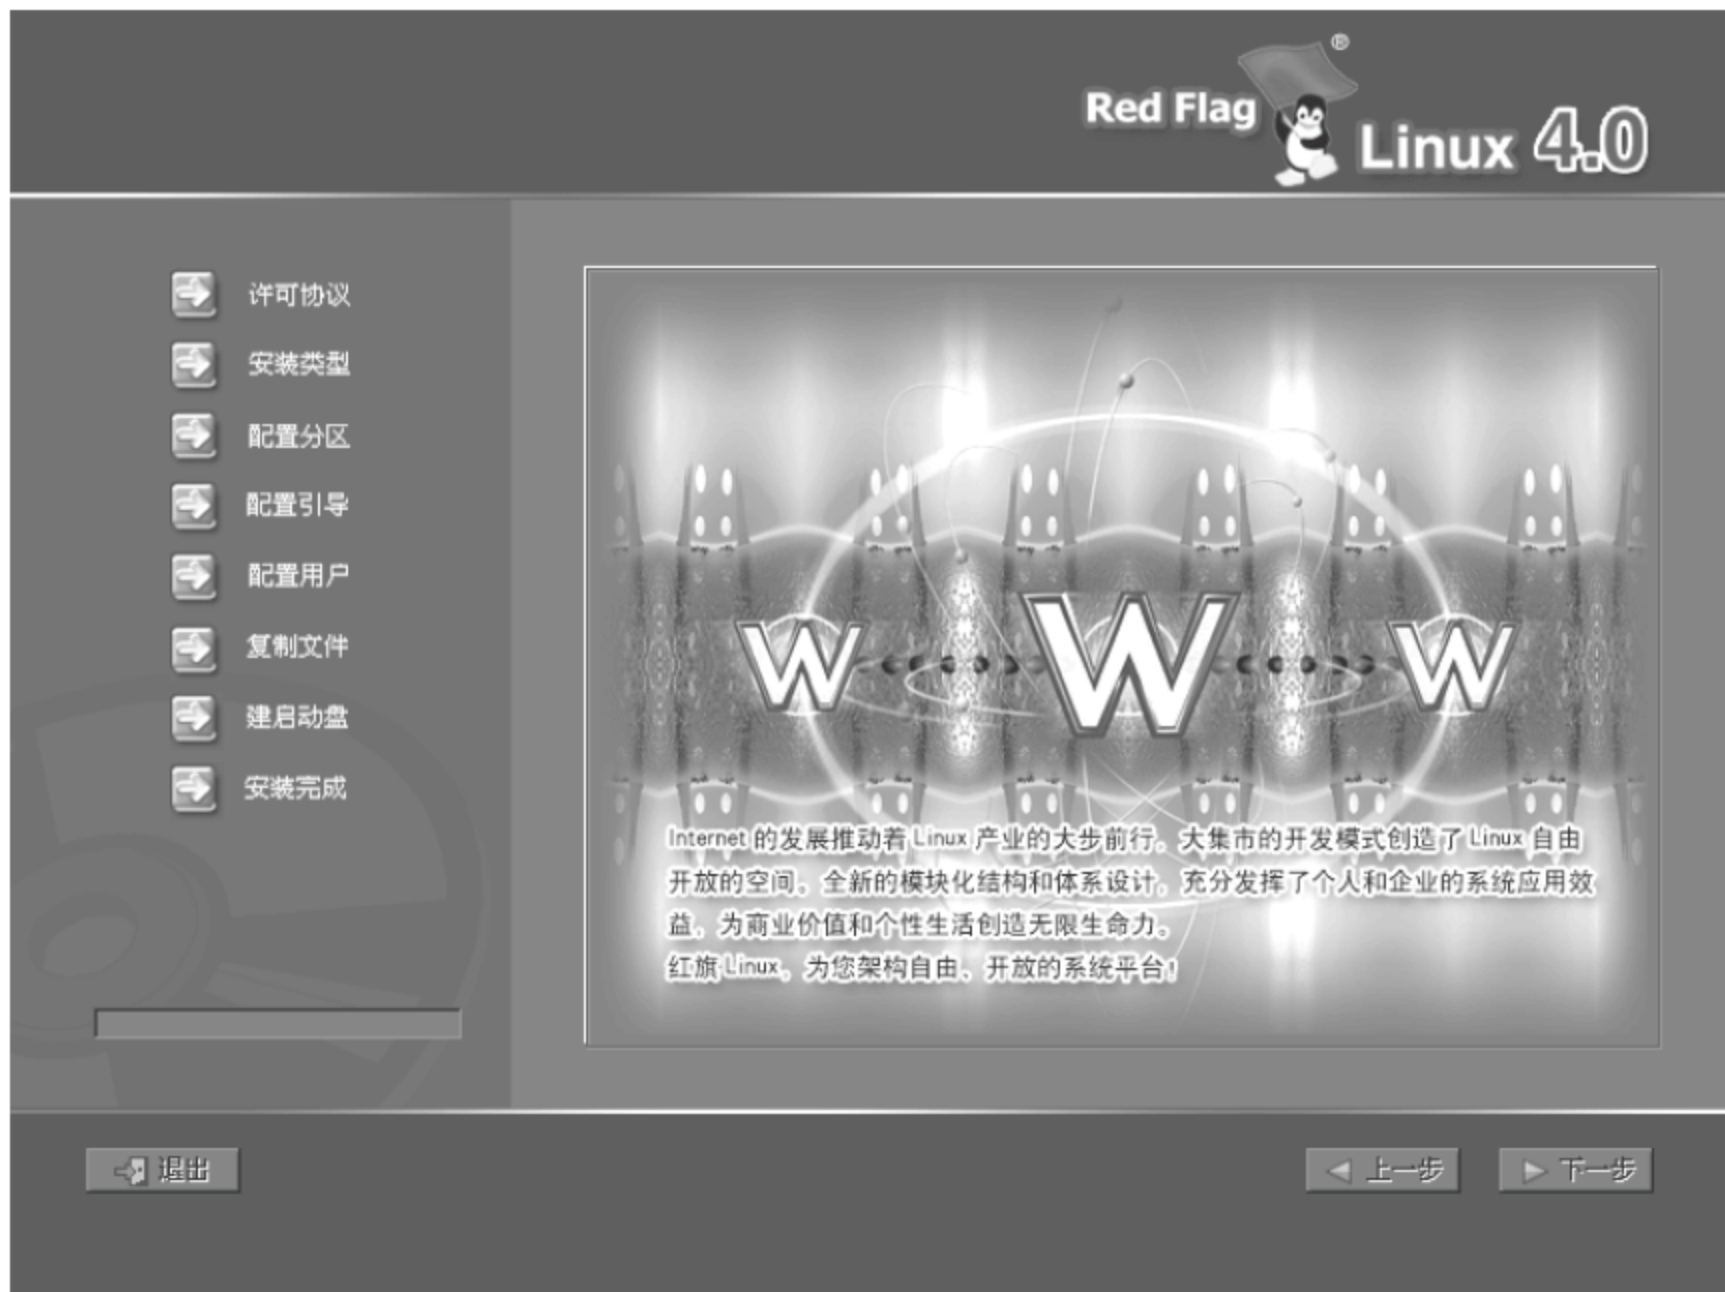 ®
Red Flag
Linux 4.0
许可协议
安装类型
配置分区
配置引导
配置用户
复制文件
建启动盘
安装完成
W W W
Internet 的发展推动着 Linux 产业的大步前行。大集市的开发模式创造了 Linux 自由
开放的空间。全新的模块化结构和体系设计，充分发挥了个人和企业的系统应用效
益，为商业价值和个性生活创造无限生命力。
红旗 Linux，为您架构自由、开放的系统平台！
退出
上一步
下一步